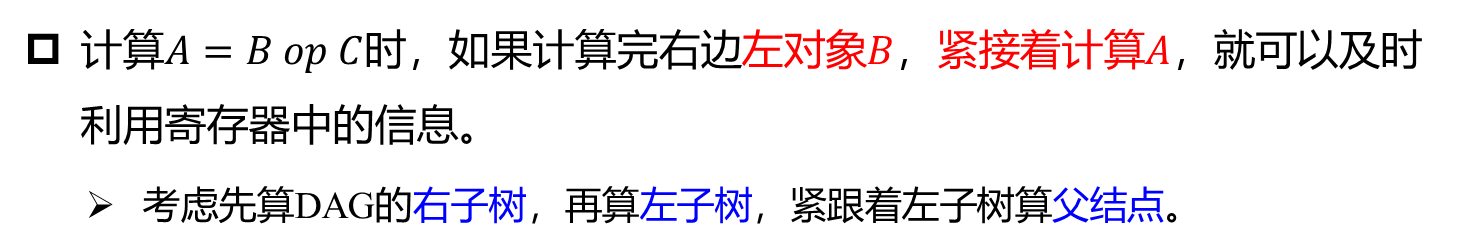 计算A = B op C时，如果计算完右边左对象B，紧接着计算A，就可以及时
利用寄存器中的信息。
考虑先算DAG的右子树，再算左子树，紧跟着左子树算父结点。